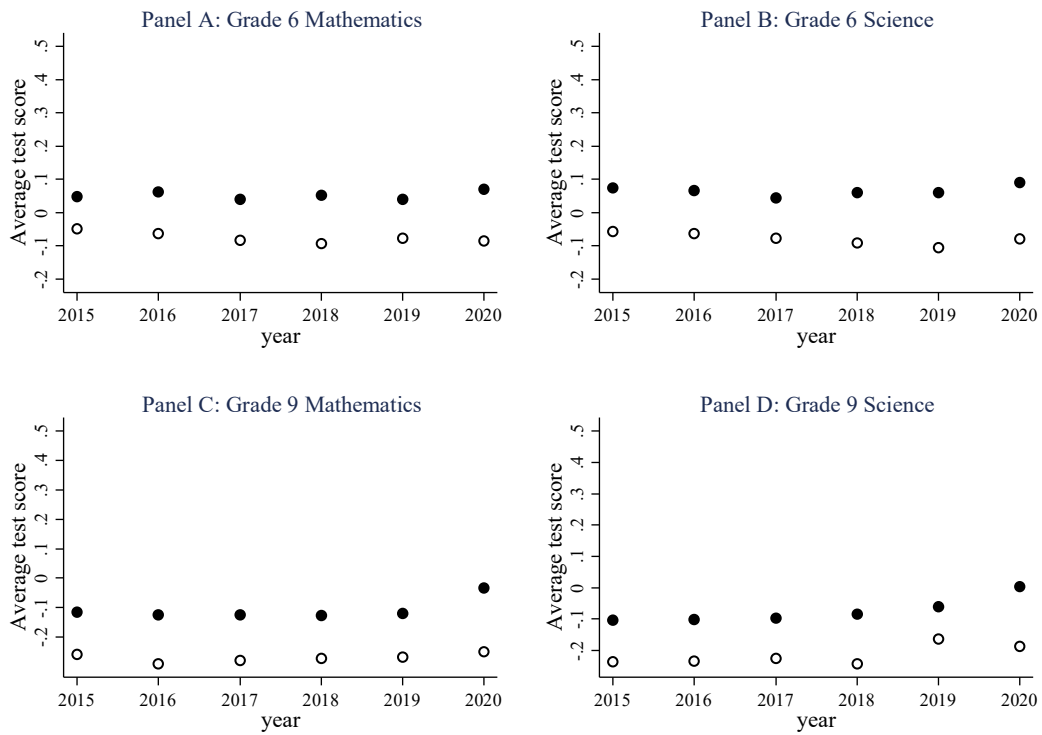 Panel A: Grade 6 Mathematics
Average test score
.5
.4
.3
.2
.1
0
-.1
-.2
2015 2016 2017 2018 2019 2020
year
Panel B: Grade 6 Science
Average test score
.5
.4
.3
.2
.1
0
-.1
-.2
2015 2016 2017 2018 2019 2020
year
Panel C: Grade 9 Mathematics
Average test score
.5
.4
.3
.2
.1
0
-.1
-.2
2015 2016 2017 2018 2019 2020
year
Panel D: Grade 9 Science
Average test score
.5
.4
.3
.2
.1
0
-.1
-.2
2015 2016 2017 2018 2019 2020
year